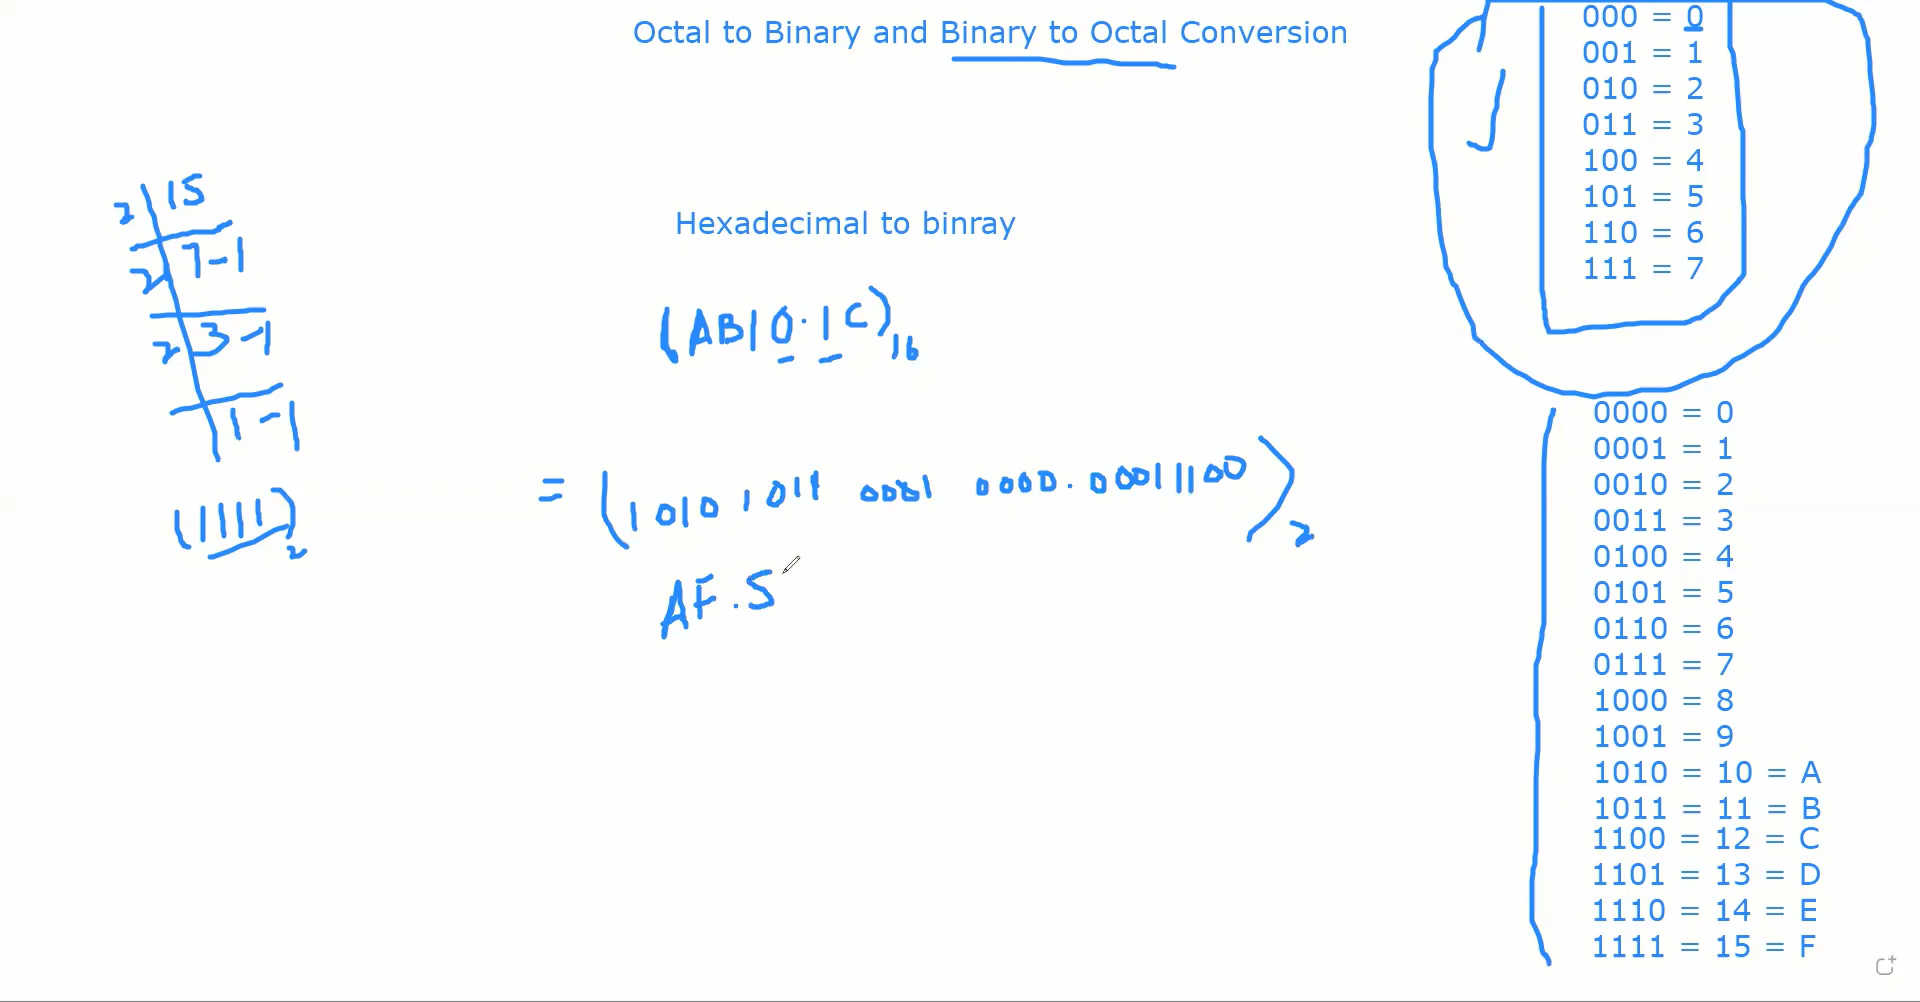 Octal to Binary and Binary to Octal Conversion
000 = 0
001 = 1
010 = 2
011 = 3
100 = 4
101 = 5
110 = 6
111 = 7
2 15
2 7-1
2 3-1
1-1
(1111)2
Hexadecimal to binray
(AB10.1C)16
= (1010 1011 0001 0000.00011100)2
AF.5
0000 = 0
0001 = 1
0010 = 2
0011 = 3
0100 = 4
0101 = 5
0110 = 6
0111 = 7
1000 = 8
1001 = 9
1010 = 10 = A
1011 = 11 = B
1100 = 12 = C
1101 = 13 = D
1110 = 14 = E
1111 = 15 = F